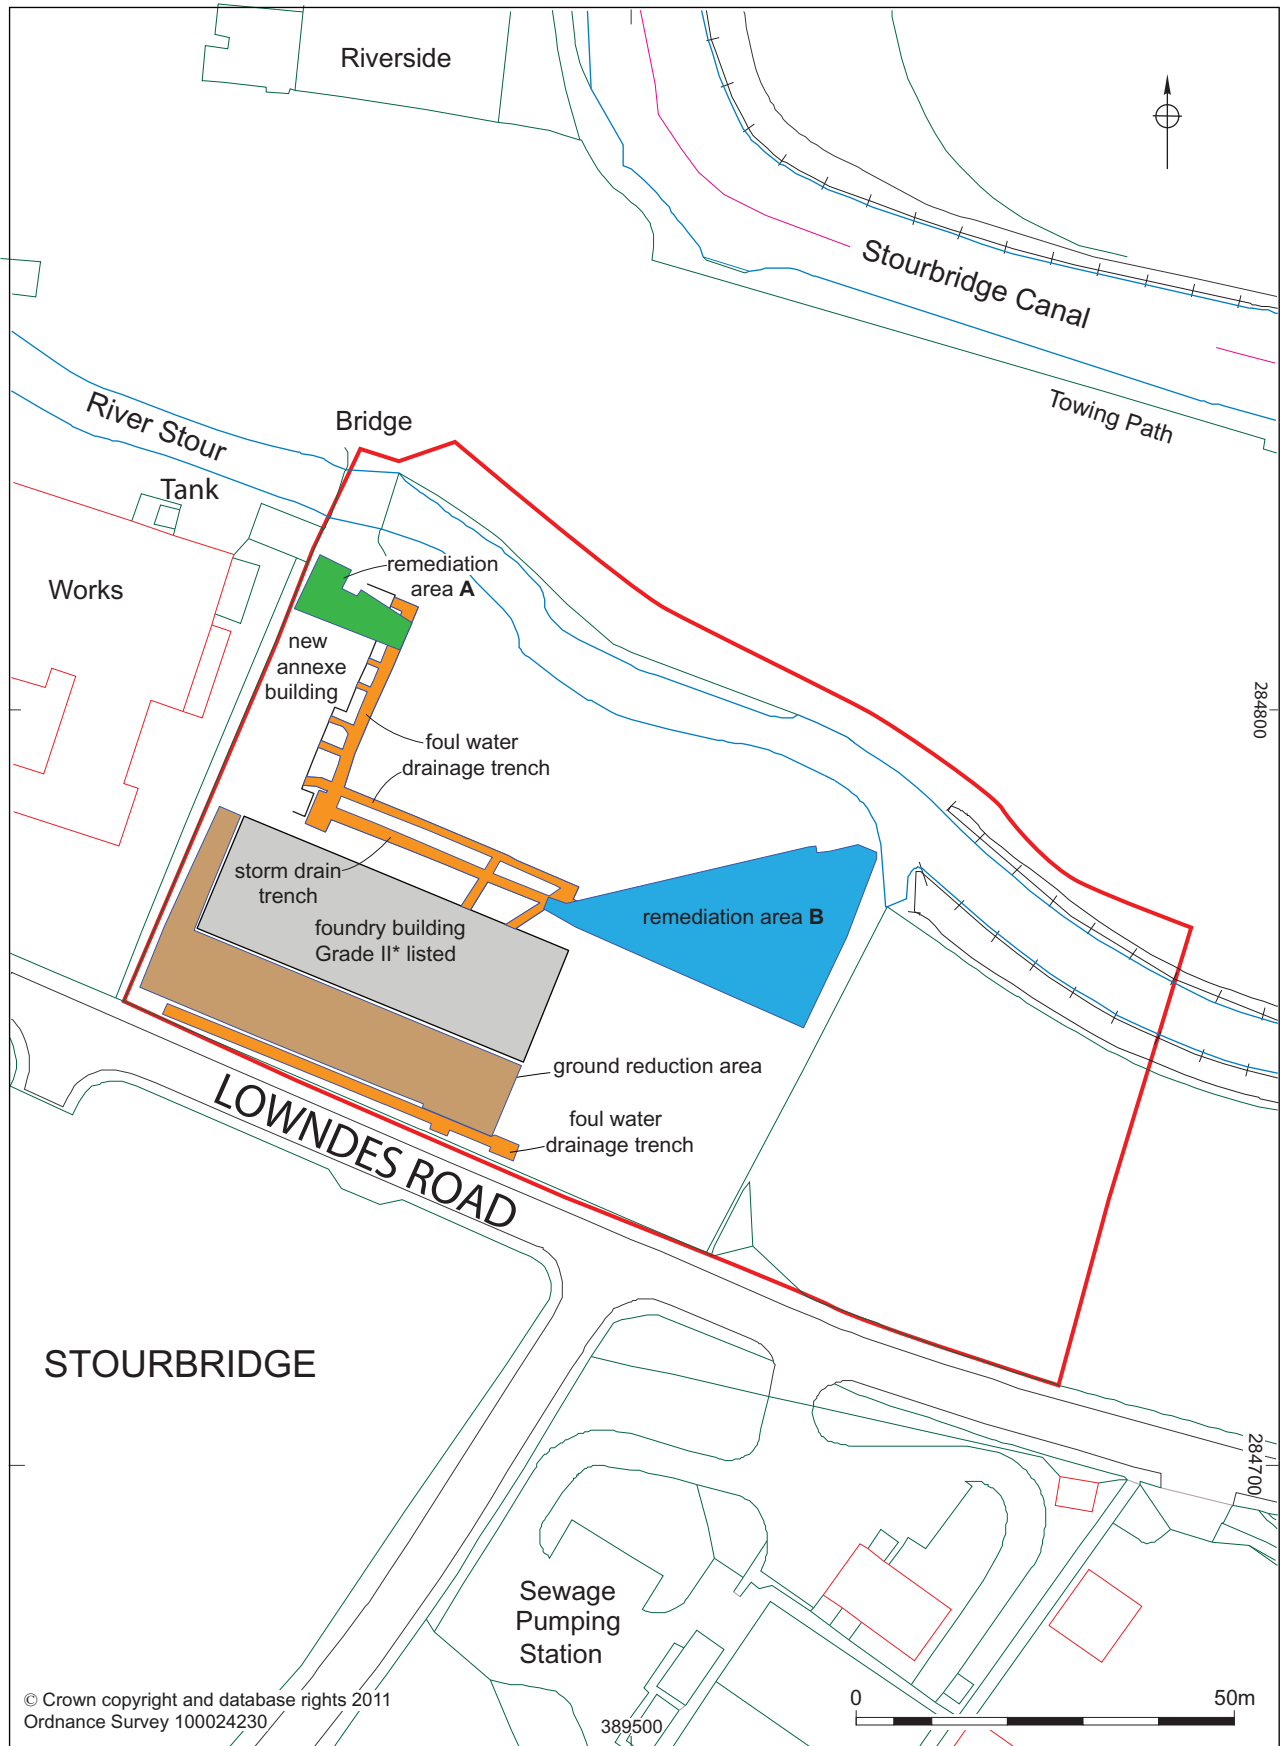 Riverside
Stourbridge Canal
Towing Path
River Stour
Bridge
Tank
Works
remediation
area A
new
annexe
building
284800
foul water
drainage trench
storm drain
trench
foundry building
Grade II* listed
remediation area B
ground reduction area
foul water
drainage trench
LOWNDES ROAD
STOURBRIDGE
284700
Sewage
Pumping
Station
© Crown copyright and database rights 2011
Ordnance Survey 100024230
389500
0
50m